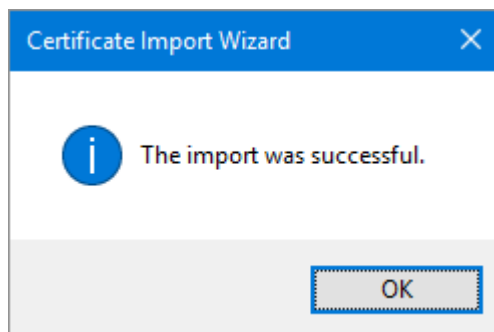 Certificate Import Wizard
The import was successful.
OK